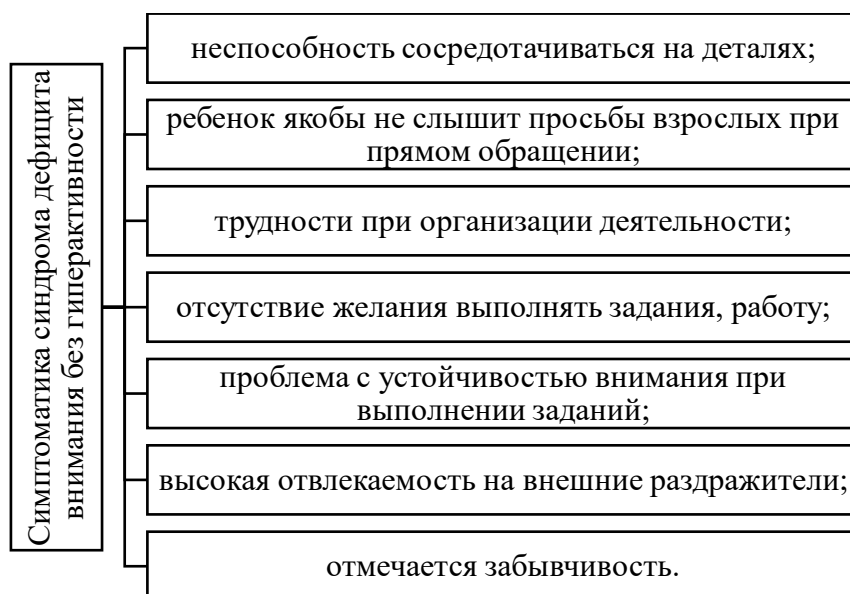 Симптоматика синдрома дефицита
внимания без гиперактивности
неспособность сосредотачиваться на деталях;
ребенок якобы не слышит просьбы взрослых при
прямом обращении;
трудности при организации деятельности;
отсутствие желания выполнять задания, работу;
проблема с устойчивостью внимания при
выполнении заданий;
высокая отвлекаемость на внешние раздражители;
отмечается забывчивость.